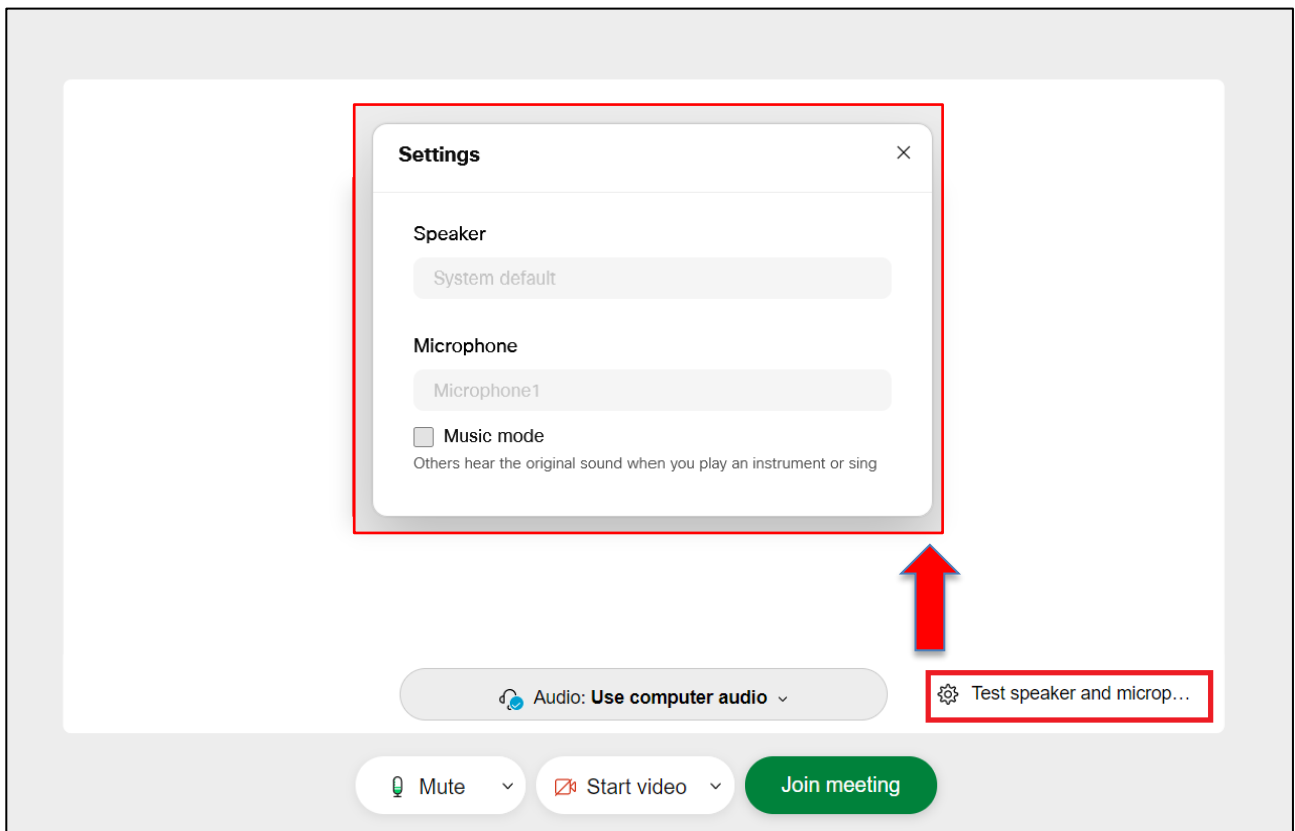 Settings
Speaker
System default
Microphone
Microphone1
Music mode
Others hear the original sound when you play an instrument or sing
Audio: Use computer audio
Test speaker and microp…
Mute
Start video
Join meeting